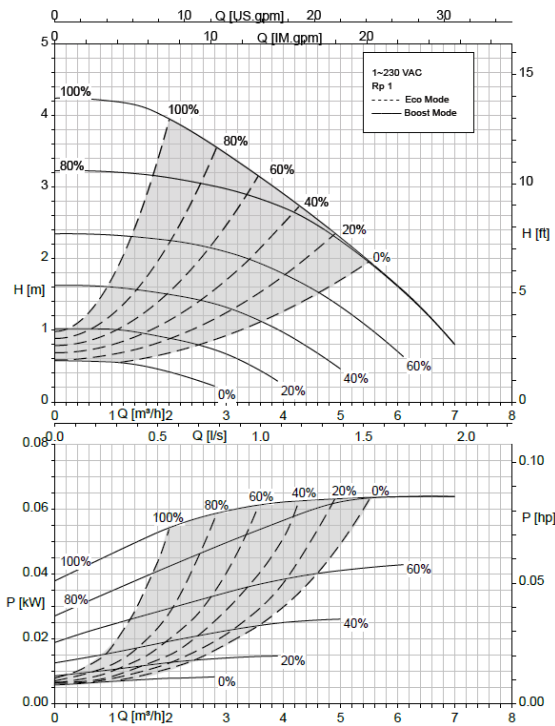 0 10 20 30
Q [US.gpm]
Q [IM.gpm]
0 10 20
5
1~230 VAC
Rp 1
Eco Mode
Boost Mode
15
100%
100%
4
80%
80%
60%
3
40%
10
20%
H [ft]
0%
2
H [m]
5
1
60%
40%
20%
0%
0
0
0 1 2 3 4 5 6 7 8
Q [m³/h]
0.0 0.5 1.0 1.5 2.0
Q [l/s]
0.08
0.10
0.06
100% 80% 60% 40% 20% 0%
P [hp]
100%
0.04
60%
0.05
80%
P [kW]
40%
0.02
20%
0%
0.00
0.00
0 1 2 3 4 5 6 7 8
Q [m³/h]